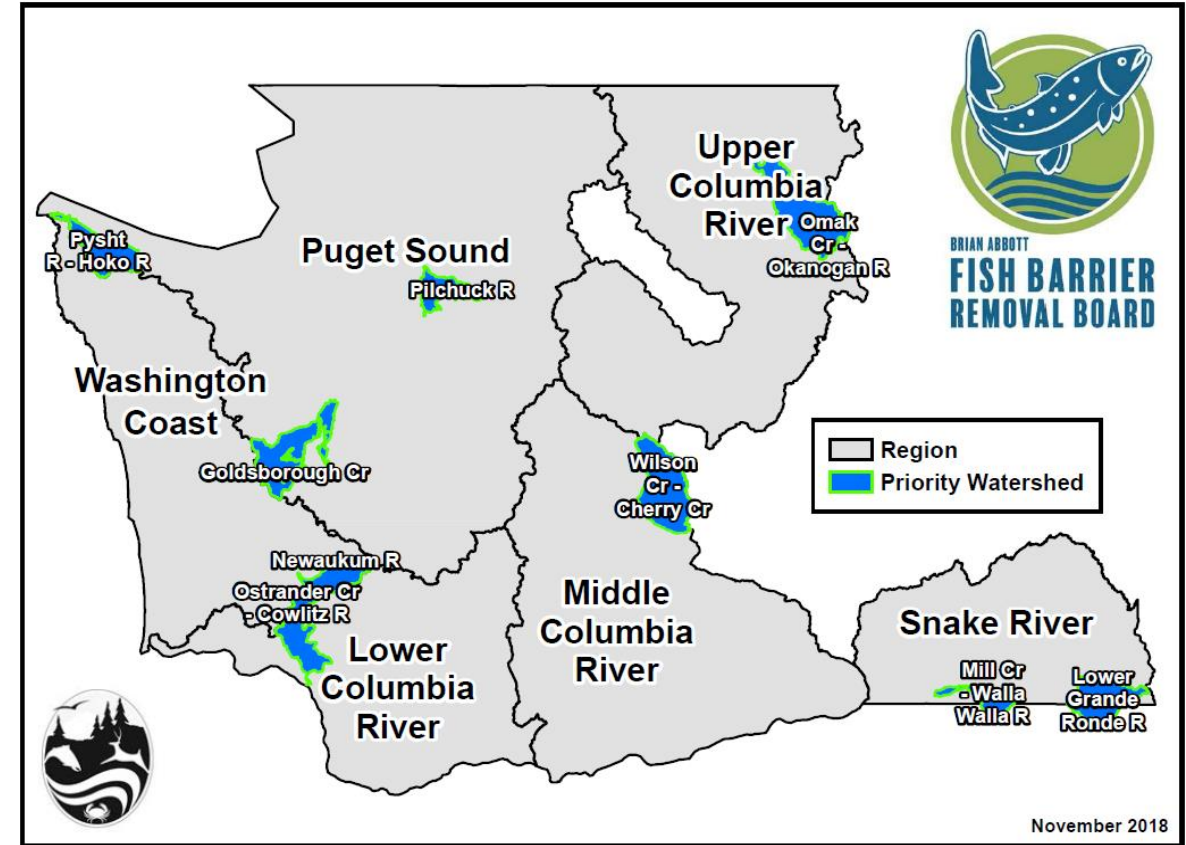 Upper
Columbia
River
Omak
Cr -
Okanogan R
BRIAN ABBOTT
FISH BARRIER
REMOVAL BOARD
Pysht
R - Hoko R
Puget Sound
Pilchuck R
Washington
Coast
Goldsborough Cr
Region
Priority Watershed
Wilson
Cr -
Cherry Cr
Newaukum R
Ostrander Cr
- Cowlitz R
Lower
Columbia
River
Middle
Columbia
River
Snake River
Mill Cr
- Walla
Walla R
Lower
Grande
Ronde R
November 2018